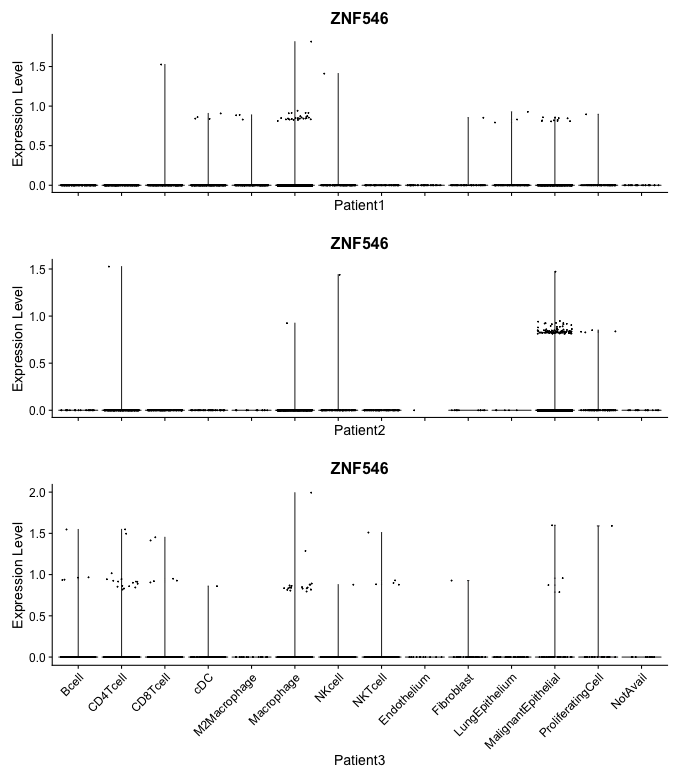 ZNF546
Expression Level
1.5
1.0
0.5
0.0
Patient1
ZNF546
Expression Level
1.5
1.0
0.5
0.0
Patient2
ZNF546
Expression Level
2.0
1.5
1.0
0.5
0.0
Bcell
CD4Tcell
CD8Tcell
cDC
M2Macrophage
Macrophage
NKcell
NKTcell
Endothelium
Fibroblast
LungEpithelium
MalignantEpithelial
ProliferatingCell
NotAvail
Patient3